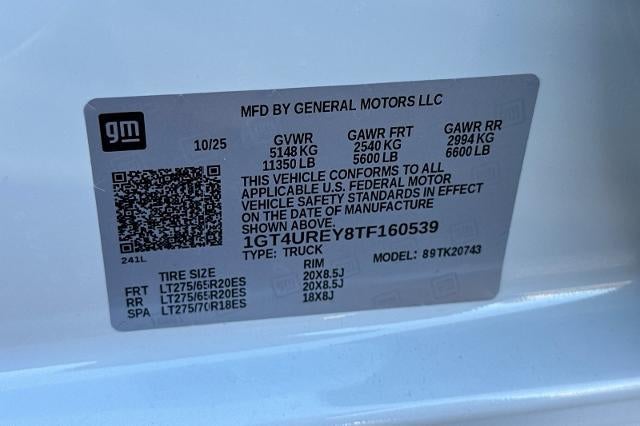 MFD BY GENERAL MOTORS LLC
gm
10/25 GVWR GAWR FRT GAWR RR
5148 KG 2540 KG 2994 KG
11350 LB 5600 LB 6600 LB
THIS VEHICLE CONFORMS TO ALL
APPLICABLE U.S. FEDERAL MOTOR
VEHICLE SAFETY STANDARDS IN EFFECT
ON THE DATE OF MANUFACTURE
SHOWN ABOVE.
1GT4UREY8TF160539
TYPE: TRUCK MODEL: 89TK20743
241L
TIRE SIZE RIM
FRT LT275/65R20ES 20X8.5J
RR LT275/65R20ES 20X8.5J
SPA LT275/70R18ES 18X8J